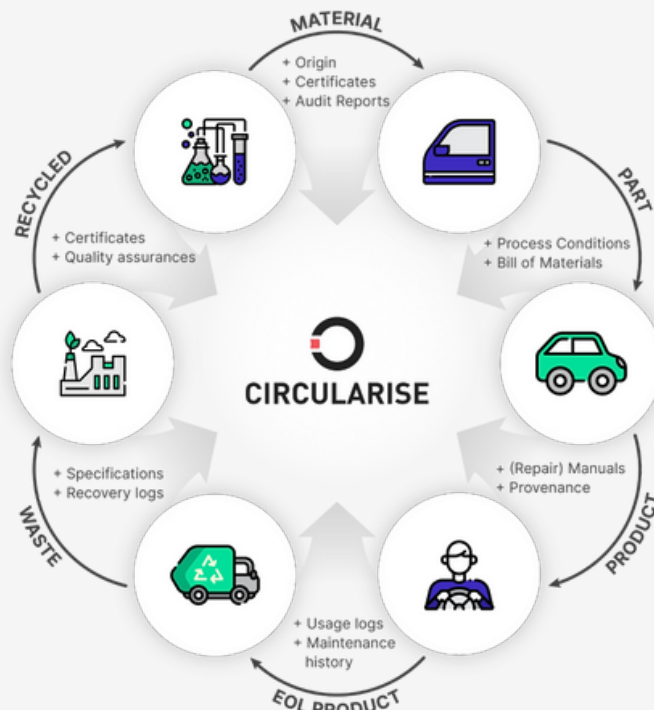 MATERIAL
+ Origin
+ Certificates
+ Audit Reports
PART
+ Process Conditions
+ Bill of Materials
PRODUCT
+ (Repair) Manuals
+ Provenance
EOL PRODUCT
+ Usage logs
+ Maintenance
history
WASTE
+ Specifications
+ Recovery logs
RECYCLED
+ Certificates
+ Quality assurances
CIRCULARISE